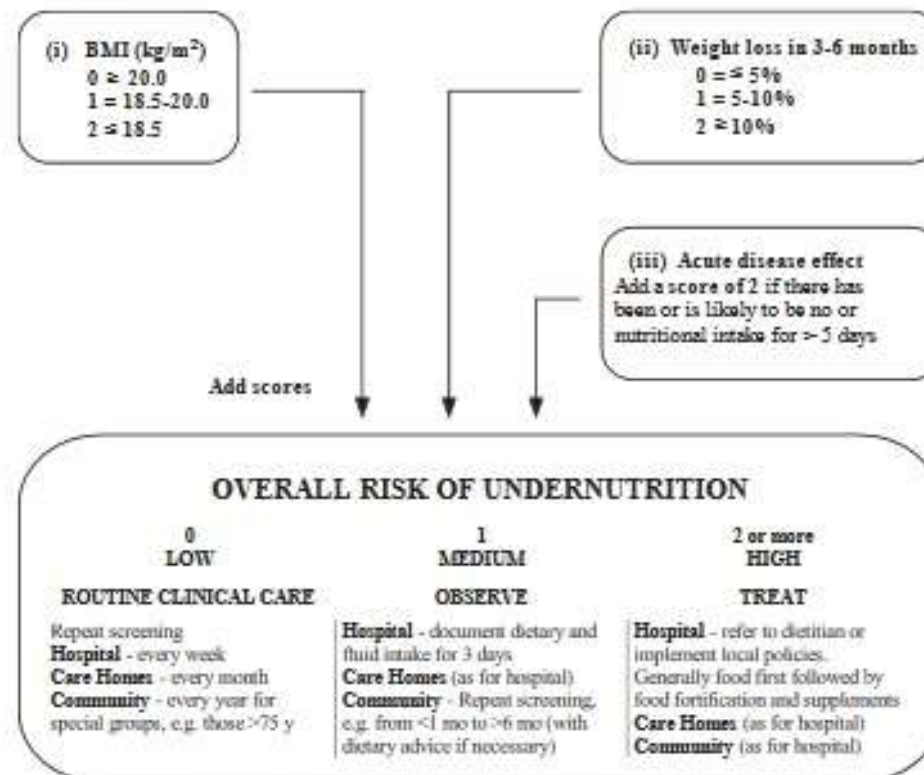 (i) BMI (kg/m²)
0 ≥ 20.0
1 = 18.5-20.0
2 ≤ 18.5
(ii) Weight loss in 3-6 months
0 = ≤ 5%
1 = 5-10%
2 ≥ 10%
(iii) Acute disease effect
Add a score of 2 if there has
been or is likely to be no or
nutritional intake for > 5 days
Add scores
OVERALL RISK OF UNDERNUTRITION
0
LOW
ROUTINE CLINICAL CARE
Repeat screening
Hospital - every week
Care Homes - every month
Community - every year for
special groups, e.g. those >75 y
1
MEDIUM
OBSERVE
Hospital - document dietary and
fluid intake for 3 days
Care Homes (as for hospital)
Community - Repeat screening,
e.g. from <1 mo to >6 mo (with
dietary advice if necessary)
2 or more
HIGH
TREAT
Hospital - refer to dietitian or
implement local policies.
Generally food first followed by
food fortification and supplements
Care Homes (as for hospital)
Community (as for hospital)